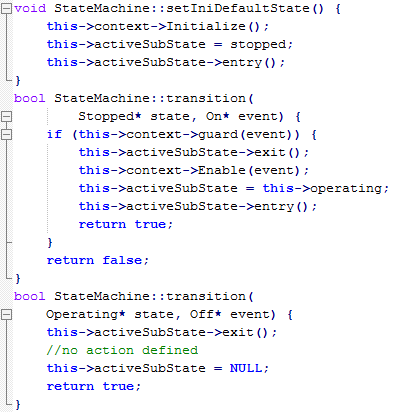 void StateMachine::setIniDefaultState() {
    this->context->Initialize();
    this->activeSubState = stopped;
    this->activeSubState->entry();
}
bool StateMachine::transition(
        Stopped* state, On* event) {
    if (this->context->guard(event)) {
        this->activeSubState->exit();
        this->context->Enable(event);
        this->activeSubState = this->operating;
        this->activeSubState->entry();
        return true;
    }
    return false;
}
bool StateMachine::transition(
    Operating* state, Off* event) {
    this->activeSubState->exit();
    //no action defined
    this->activeSubState = NULL;
    return true;
}